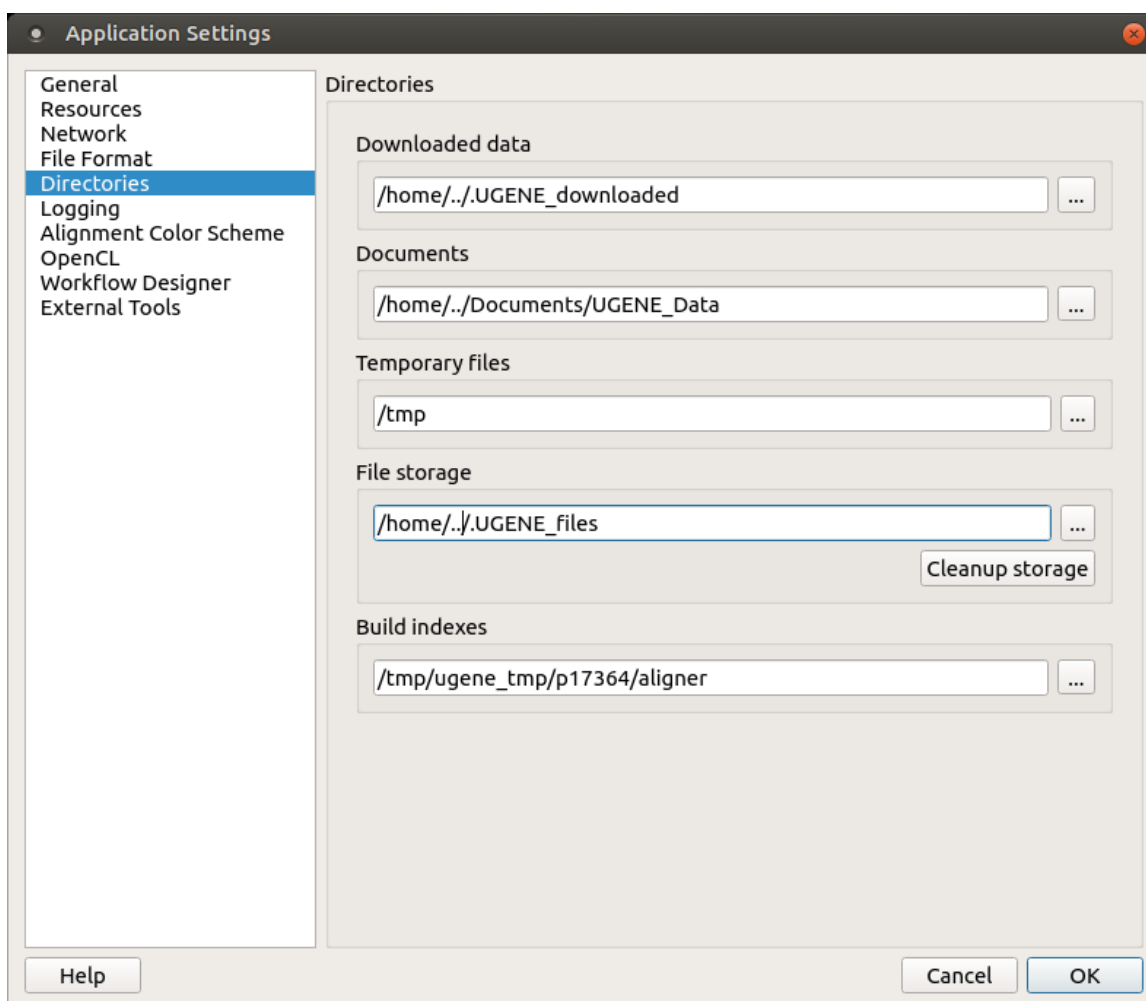 Application Settings
General
Resources
Network
File Format
Directories
Logging
Alignment Color Scheme
OpenCL
Workflow Designer
External Tools
Directories
Downloaded data
/home/../.UGENE_downloaded
...
Documents
/home/../Documents/UGENE_Data
...
Temporary files
/tmp
...
File storage
/home/../.UGENE_files
...
Cleanup storage
Build indexes
/tmp/ugene_tmp/p17364/aligner
...
Help
Cancel
OK